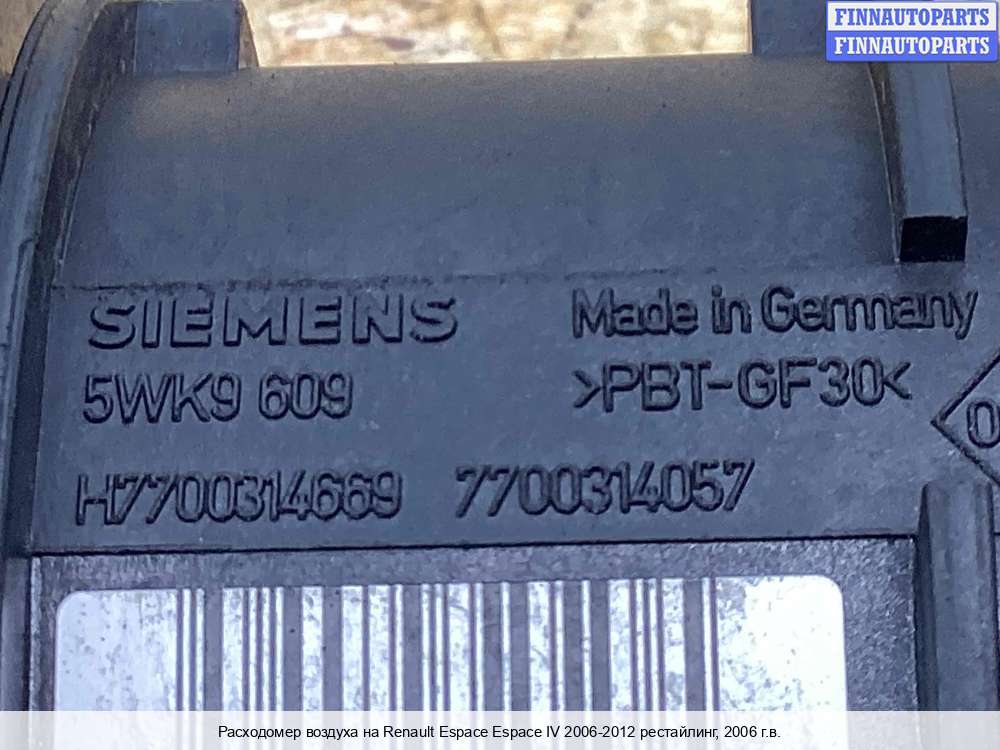 FINNAUTOPARTS
FINNAUTOPARTS
SIEMENS Made in Germany
5WK9 609 >PBT-GF30<
0
H7700314669 7700314057
Расходомер воздуха на Renault Espace Espace IV 2006-2012 рестайлинг, 2006 г.в.